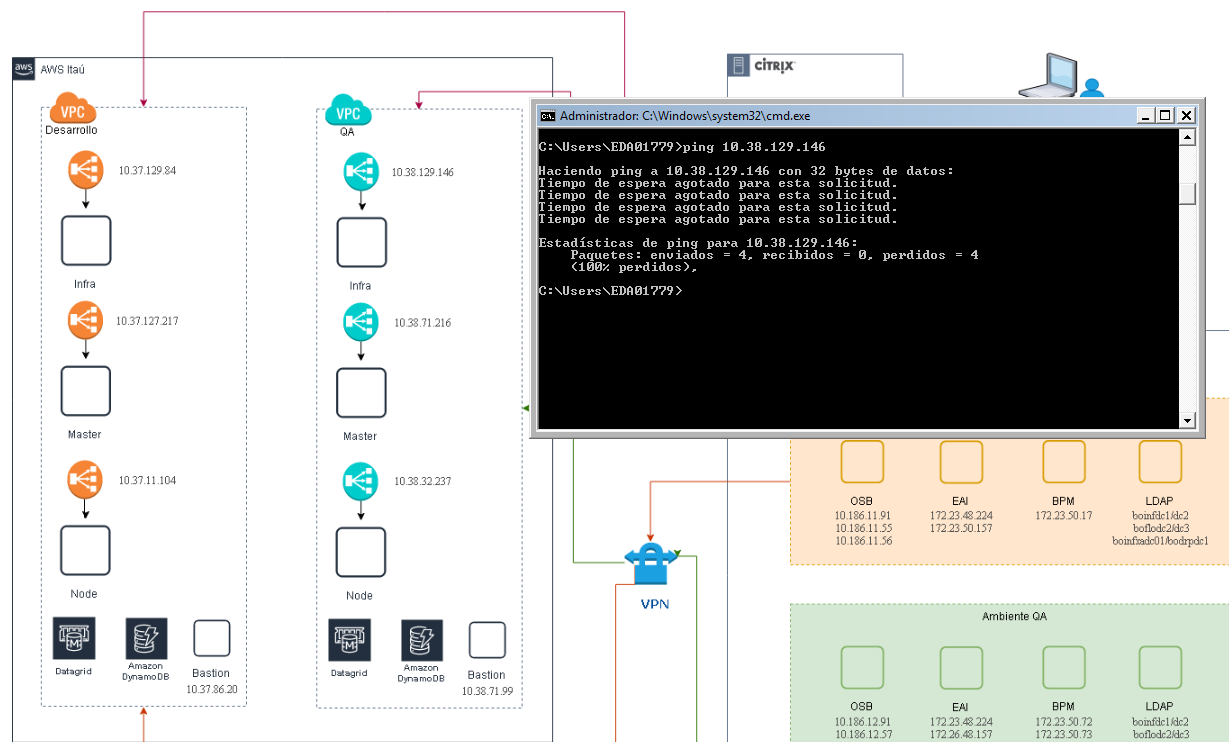 aws
AWS Itaú
VPC
Desarrollo
10.37.129.84
Infra
10.37.127.217
Master
10.37.11.104
Node
M
Datagrid
Amazon
DynamoDB
Bastion
10.37.86.20
VPC
QA
10.38.129.146
Infra
10.38.71.216
Master
10.38.32.237
Node
M
Datagrid
Amazon
DynamoDB
Bastion
10.38.71.99
CITRIX
C:\.
Administrador: C:\Windows\system32\cmd.exe
C:\Users\EDA01779>ping 10.38.129.146
Haciendo ping a 10.38.129.146 con 32 bytes de datos:
Tiempo de espera agotado para esta solicitud.
Tiempo de espera agotado para esta solicitud.
Tiempo de espera agotado para esta solicitud.
Tiempo de espera agotado para esta solicitud.
Estadísticas de ping para 10.38.129.146:
Paquetes: enviados = 4, recibidos = 0, perdidos = 4
(100% perdidos),
C:\Users\EDA01779>
VPN
OSB
10.186.11.91
10.186.11.55
10.186.11.56
EAI
172.23.48.224
172.23.50.157
BPM
172.23.50.17
LDAP
boinfdc1/dc2
boflodc2/dc3
boinfradc01/bodrpdc1
Ambiente QA
OSB
10.186.12.91
10.186.12.57
EAI
172.23.48.224
172.26.48.157
BPM
172.23.50.72
172.23.50.73
LDAP
boinfdc1/dc2
boflodc2/dc3